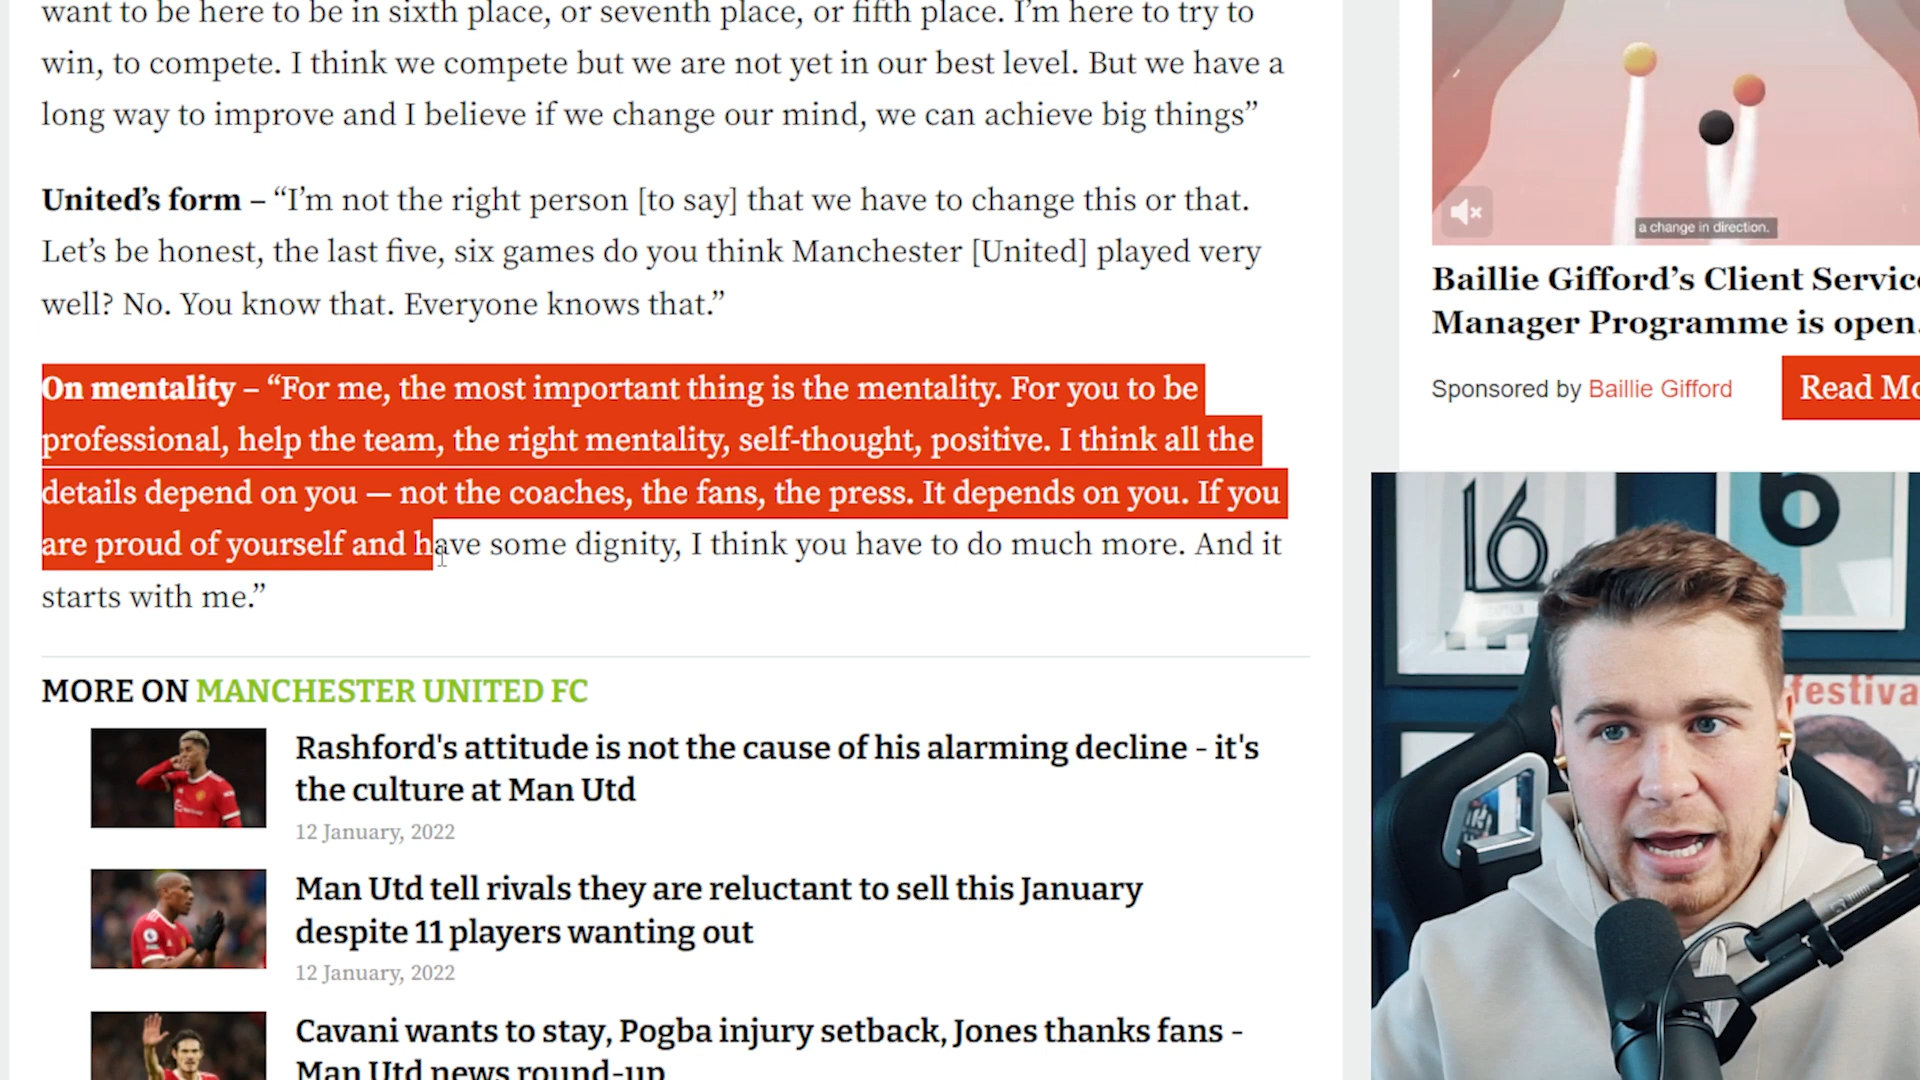 want to be here to be in sixth place, or seventh place, or fifth place. I'm here to try to
win, to compete. I think we compete but we are not yet in our best level. But we have a
long way to improve and I believe if we change our mind, we can achieve big things”
United’s form – “I’m not the right person [to say] that we have to change this or that.
Let’s be honest, the last five, six games do you think Manchester [United] played very
well? No. You know that. Everyone knows that.”
On mentality – “For me, the most important thing is the mentality. For you to be
professional, help the team, the right mentality, self-thought, positive. I think all the
details depend on you — not the coaches, the fans, the press. It depends on you. If you
are proud of yourself and have some dignity, I think you have to do much more. And it
starts with me.”
MORE ON MANCHESTER UNITED FC
Rashford's attitude is not the cause of his alarming decline - it's
the culture at Man Utd
12 January, 2022
Man Utd tell rivals they are reluctant to sell this January
despite 11 players wanting out
12 January, 2022
Cavani wants to stay, Pogba injury setback, Jones thanks fans -
Man Utd news round-up
a change in direction.
Baillie Gifford’s Client Service
Manager Programme is open.
Sponsored by Baillie Gifford
Read Mo
16
6
festiva